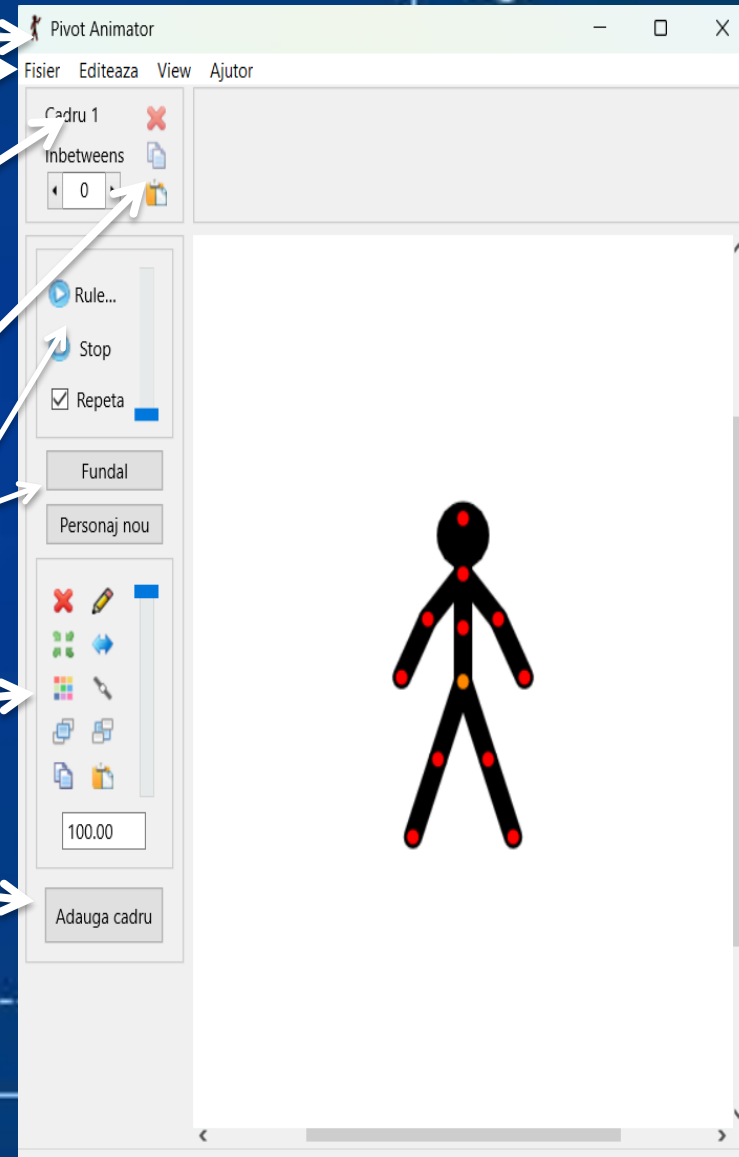 Pivot Animator
Fisier Editeaza View Ajutor
Cadru 1
Inbetweens
0
Rule...
Stop
Repeta
Fundal
Personaj nou
100.00
Adauga cadru